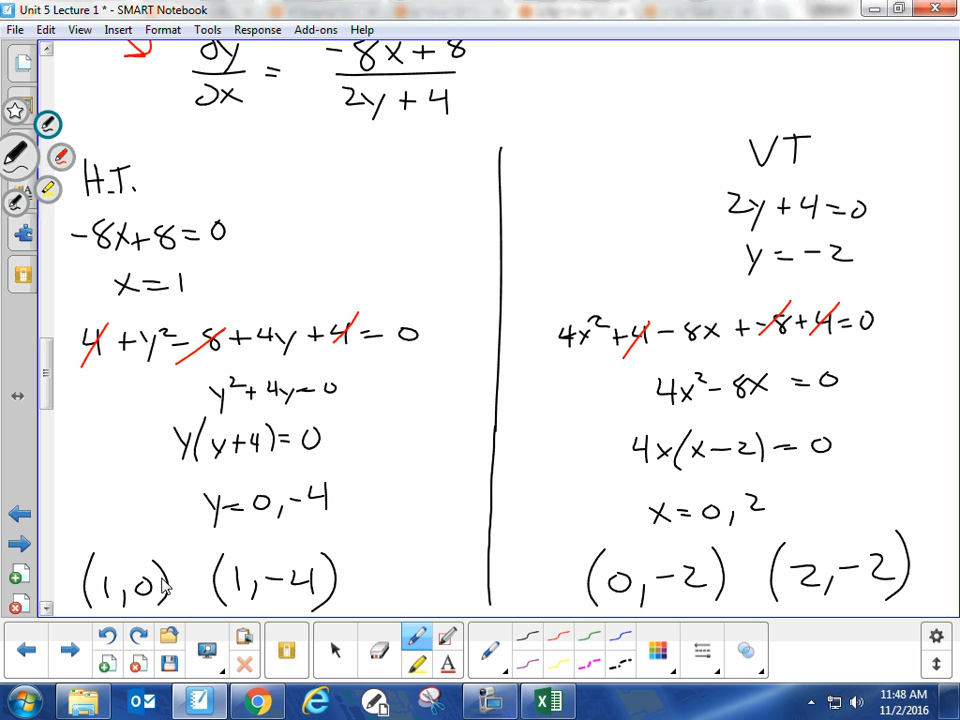 Unit 5 Lecture 1 * - SMART Notebook
File Edit View Insert Format Tools Response Add-ons Help
dy/dx = -8x+8 / 2y+4
H.T.
-8x+8=0
x=1
4+y²-8+4y+4=0
y²+4y=0
y(y+4)=0
y=0,-4
(1,0) (1,-4)
VT
2y+4=0
y=-2
4x²+4-8x+-8+4=0
4x²-8x=0
4x(x-2)=0
x=0,2
(0,-2) (2,-2)
11:48 AM
11/2/2016